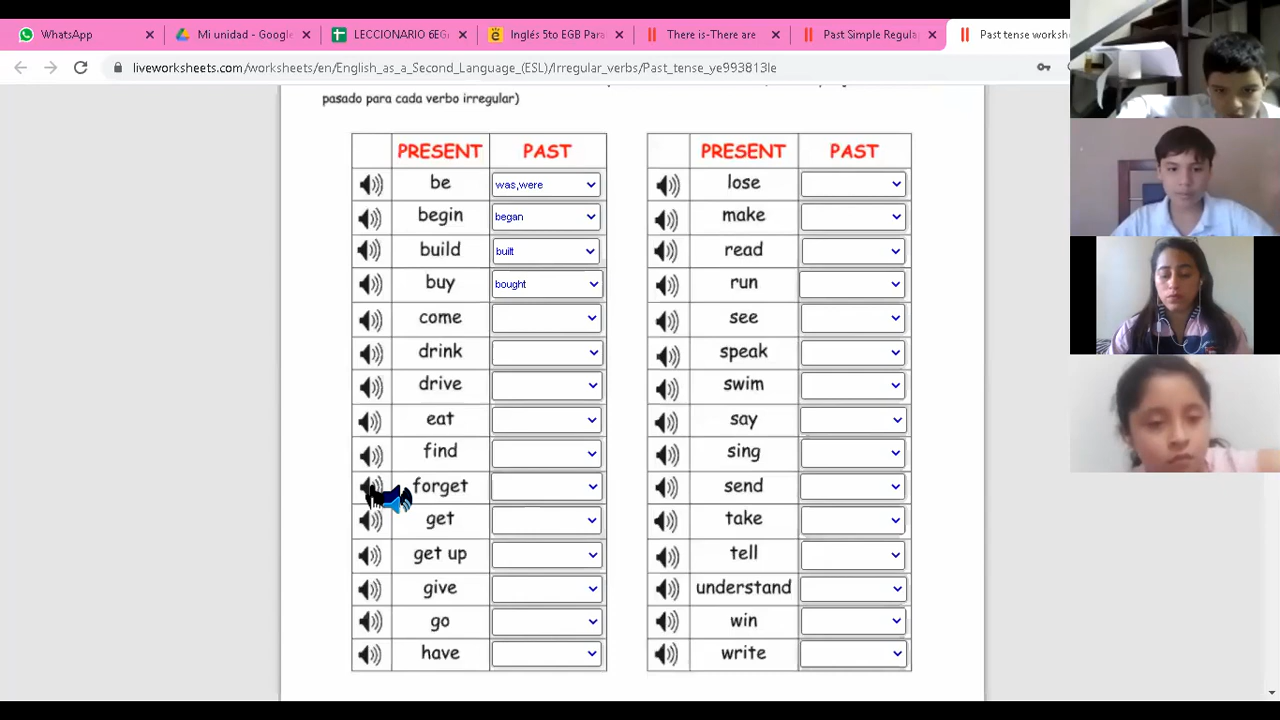 WhatsApp
Mi unidad - Google
LECCIONARIO 6EG
Inglés 5to EGB Para
There is-There are
Past Simple Regula
Past tense worksh
liveworksheets.com/worksheets/en/English_as_a_Second_Language_(ESL)/Irregular_verbs/Past_tense_ye993813le
pasado para cada verbo irregular)
PRESENT PAST
be was,were
begin began
build built
buy bought
come
drink
drive
eat
find
forget
get
get up
give
go
have
PRESENT PAST
lose
make
read
run
see
speak
swim
say
sing
send
take
tell
understand
win
write